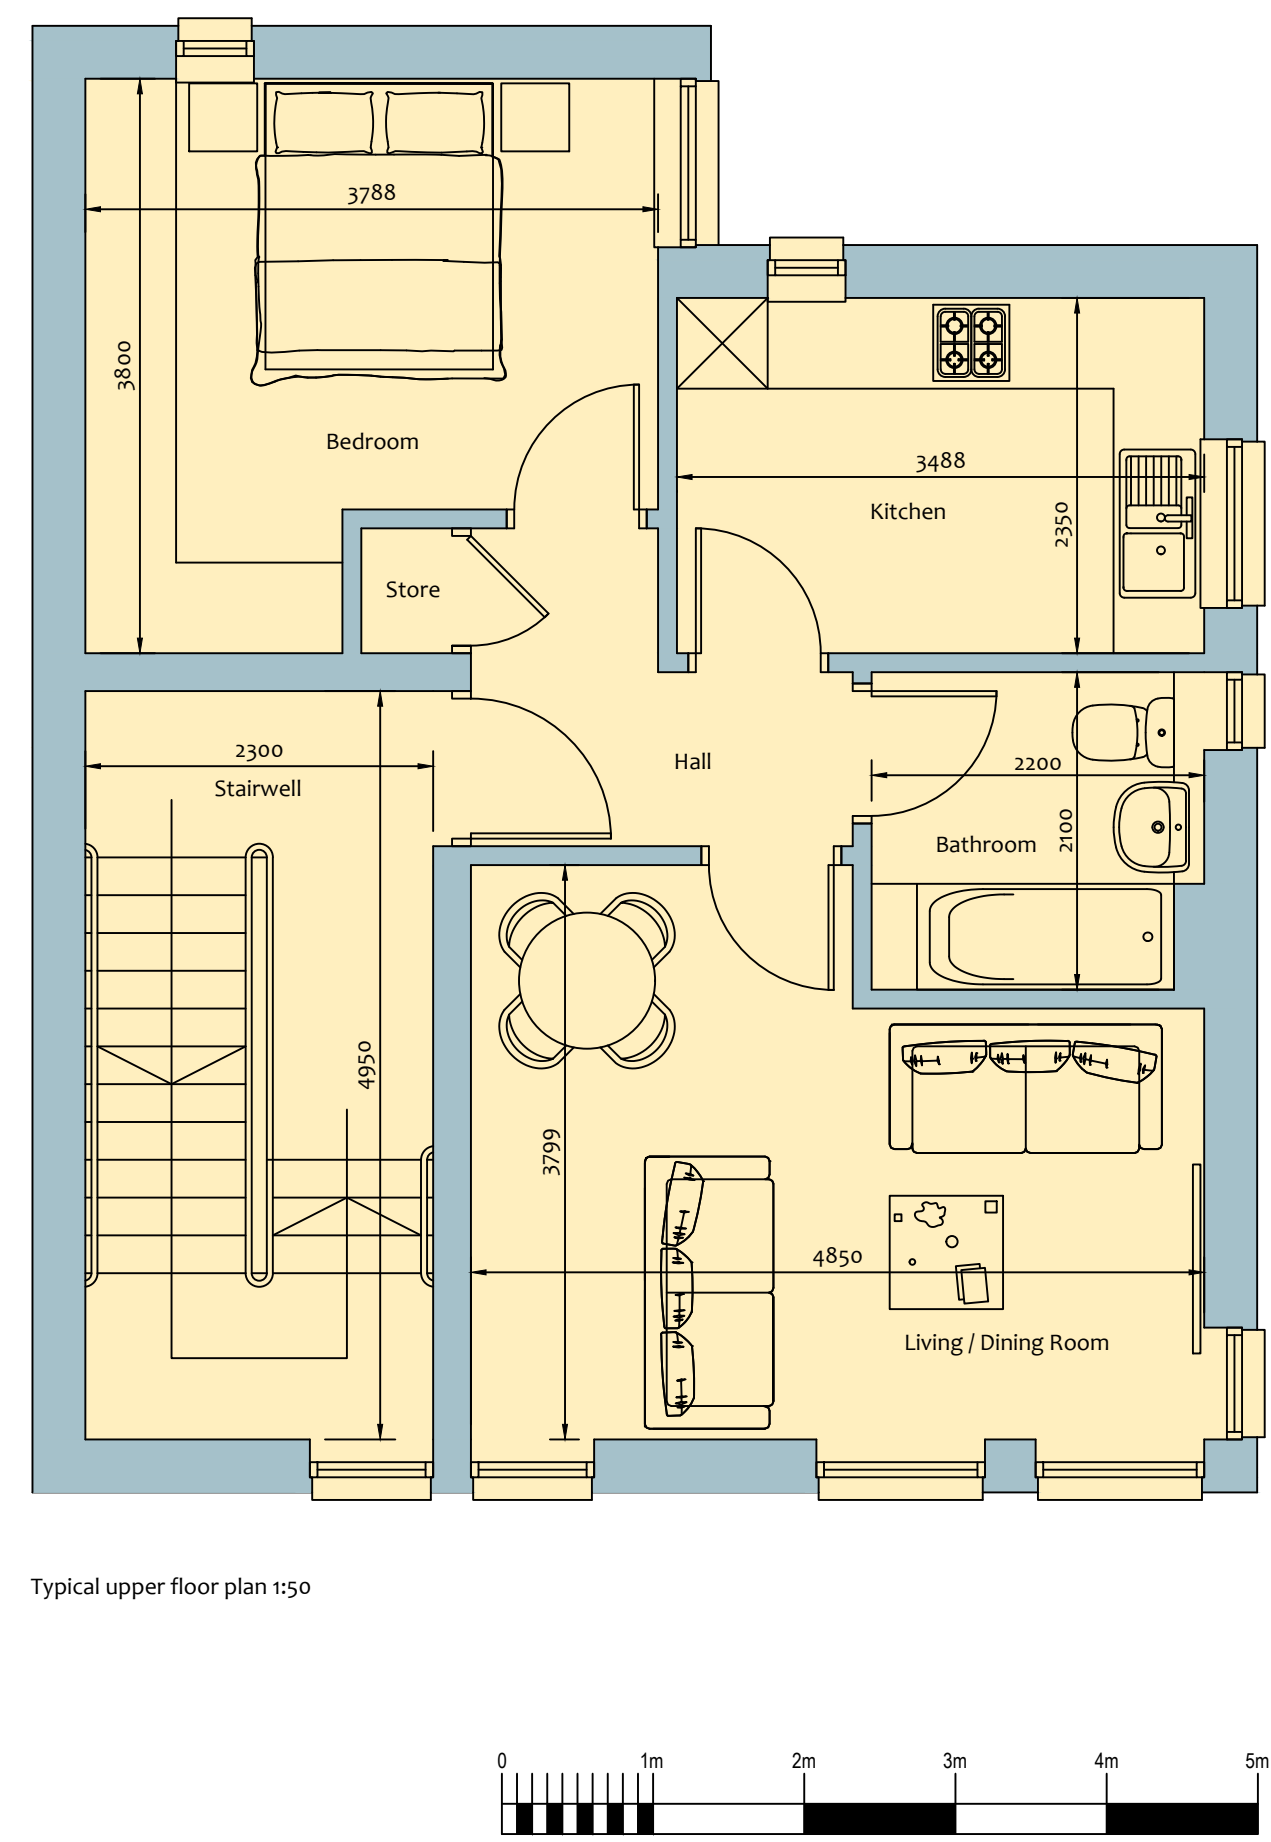 3788
3800
Bedroom
3488
Kitchen
2350
Store
2300
Stairwell
Hall
2200
2100
Bathroom
4950
3799
4850
Living / Dining Room
Typical upper floor plan 1:50
0 1m 2m 3m 4m 5m